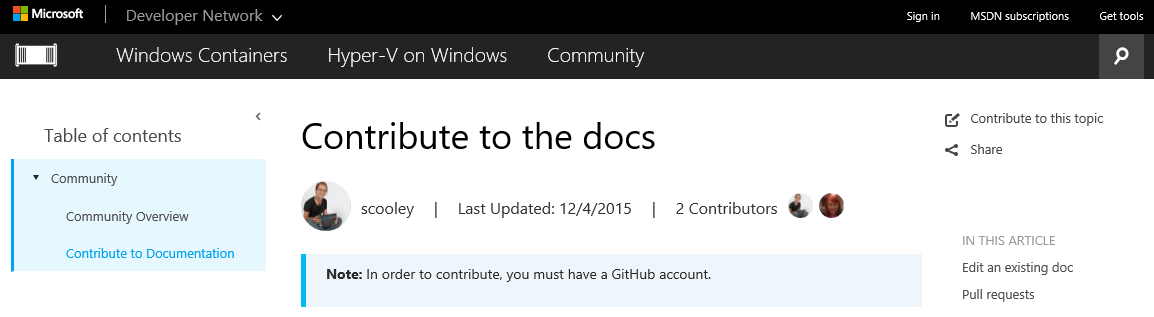 Microsoft Developer Network Sign in MSDN subscriptions Get tools
Windows Containers Hyper-V on Windows Community
Table of contents
Community
Community Overview
Contribute to Documentation
Contribute to the docs
scooley | Last Updated: 12/4/2015 | 2 Contributors
Note: In order to contribute, you must have a GitHub account.
Contribute to this topic
Share
IN THIS ARTICLE
Edit an existing doc
Pull requests